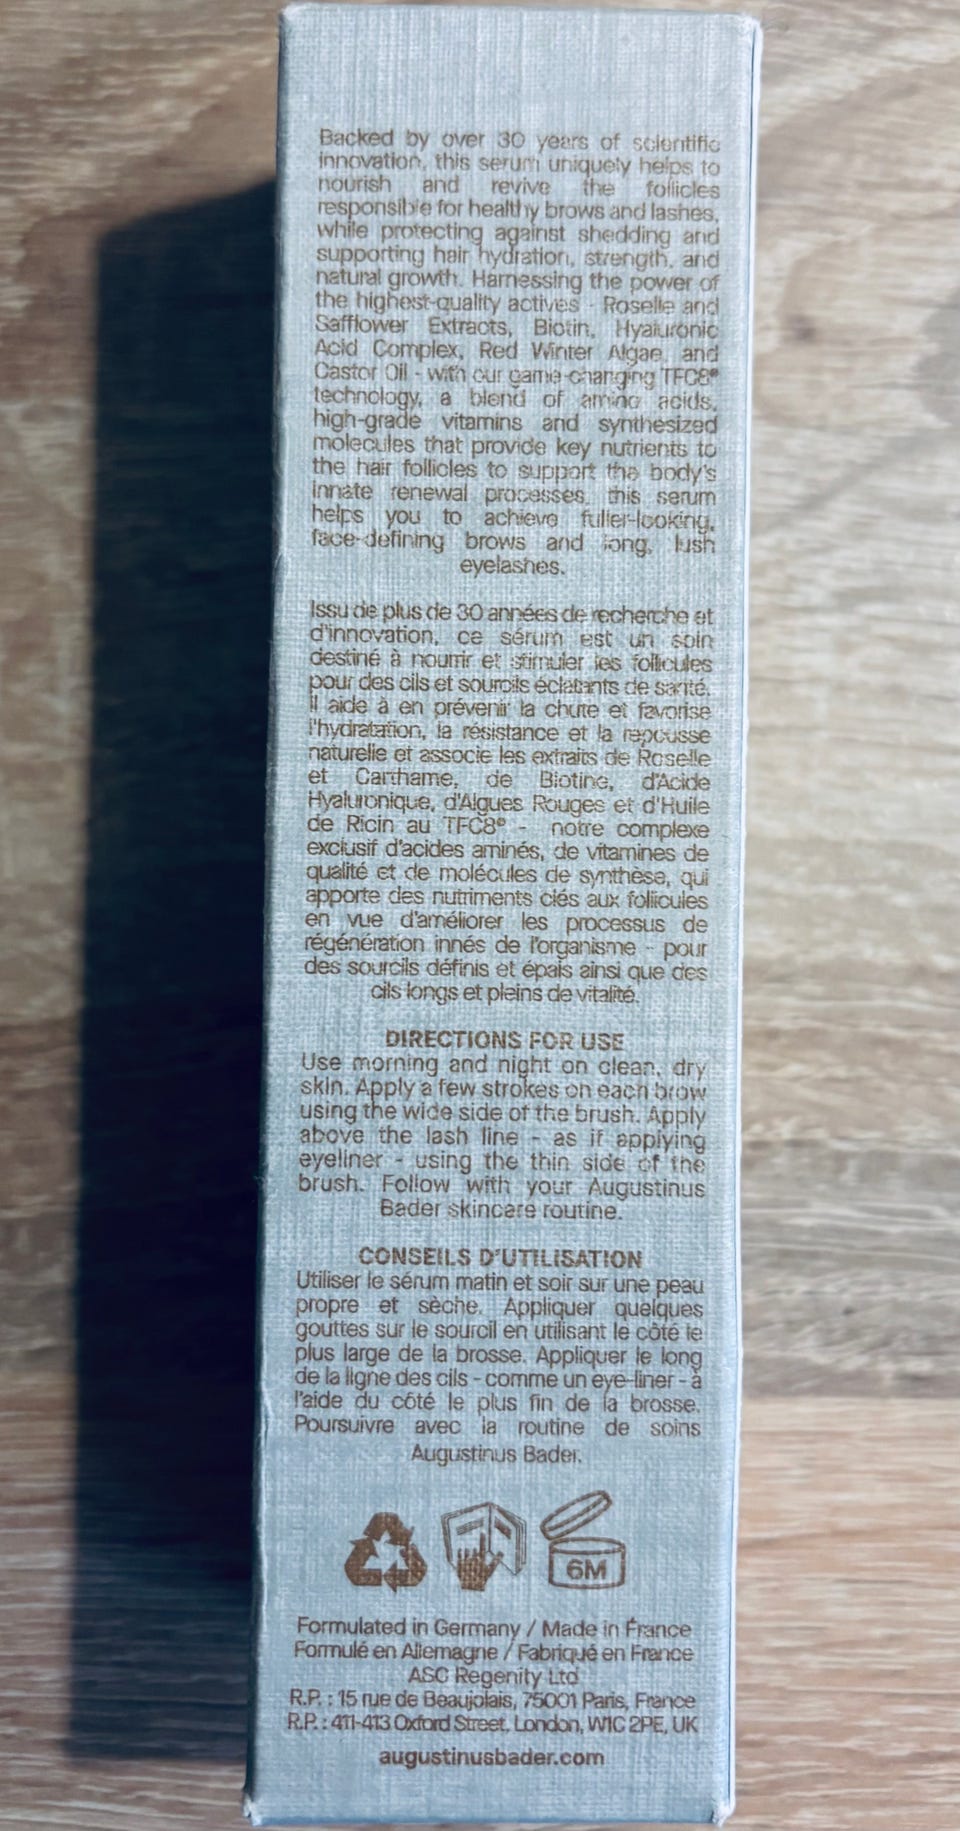 Backed by over 30 years of scientific
innovation, this serum uniquely helps to
nourish and revive the follicles
responsible for healthy brows and lashes,
while protecting against shedding and
supporting hair hydration, strength, and
natural growth. Harnessing the power of
the highest-quality actives - Roselle and
Safflower Extracts, Biotin, Hyaluronic
Acid Complex, Red Winter Algae, and
Castor Oil - with our game-changing TFC8®
technology, a blend of amino acids,
high-grade vitamins and synthesized
molecules that provide key nutrients to
the hair follicles to support the body's
innate renewal processes, this serum
helps you to achieve fuller-looking,
face-defining brows and long, lush
eyelashes.
Issu de plus de 30 années de recherche et
d'innovation, ce sérum est un soin
destiné à nourrir et stimuler les follicules
pour des cils et sourcils éclatants de santé.
Il aide à en prévenir la chute et favorise
l'hydratation, la résistance et la repousse
naturelle et associe les extraits de Roselle
et Carthame, de Biotine, d'Acide
Hyaluronique, d'Algues Rouges et d'Huile
de Ricin au TFC8® - notre complexe
exclusif d'acides aminés, de vitamines de
qualité et de molécules de synthèse, qui
apporte des nutriments clés aux follicules
en vue d'améliorer les processus de
régénération innés de l'organisme - pour
des sourcils définis et épais ainsi que des
cils longs et pleins de vitalité.
DIRECTIONS FOR USE
Use morning and night on clean, dry
skin. Apply a few strokes on each brow
using the wide side of the brush. Apply
above the lash line - as if applying
eyeliner - using the thin side of the
brush. Follow with your Augustinus
Bader skincare routine.
CONSEILS D'UTILISATION
Utiliser le sérum matin et soir sur une peau
propre et sèche. Appliquer quelques
gouttes sur le sourcil en utilisant le côté le
plus large de la brosse. Appliquer le long
de la ligne des cils - comme un eye-liner - à
l'aide du côté le plus fin de la brosse.
Poursuivre avec la routine de soins
Augustinus Bader.
6M
Formulated in Germany / Made in France
Formulé en Allemagne / Fabriqué en France
ASC Regenity Ltd
R.P. : 15 rue de Beaujolais, 75001 Paris, France
R.P. : 411-413 Oxford Street, London, W1C 2PE, UK
augustinusbader.com